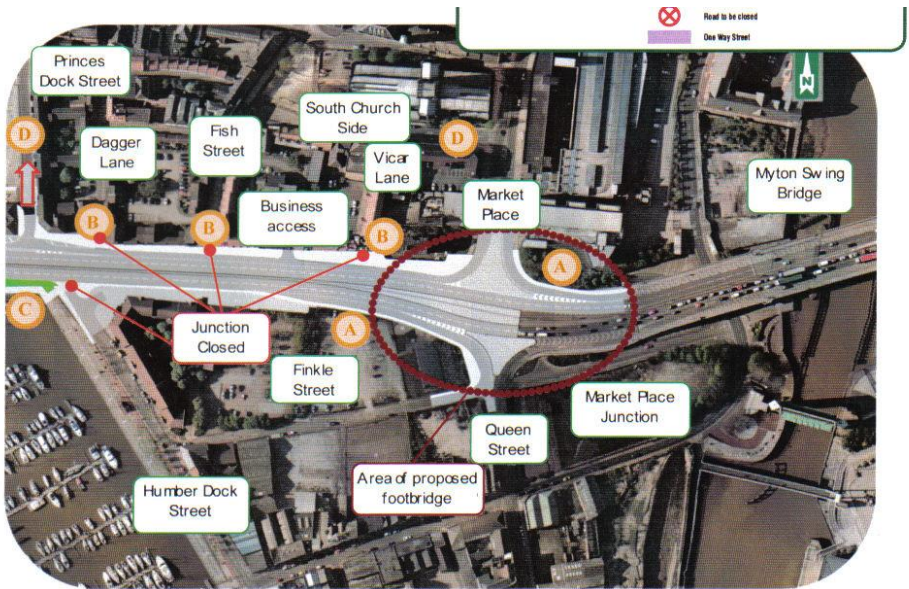 Road to be closed
One Way Street
N
Princes
Dock Street
South Church
Side
D
Dagger
Lane
Fish
Street
D
Vicar
Lane
Myton Swing
Bridge
Market
Place
B
B
Business
access
B
A
C
A
Junction
Closed
Finkle
Street
Market Place
Junction
Queen
Street
Area of proposed
footbridge
Humber Dock
Street